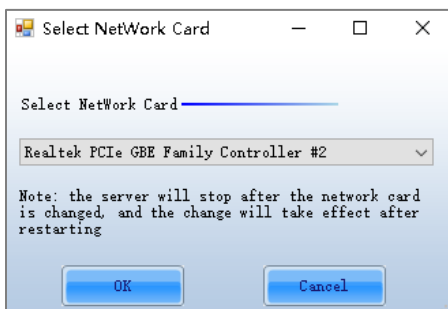 Select NetWork Card
Select NetWork Card
Realtek PCIe GBE Family Controller #2
Note: the server will stop after the network card
is changed, and the change will take effect after
restarting
OK
Cancel